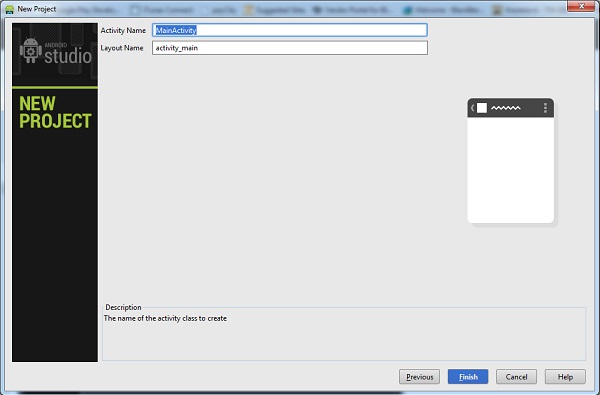 New Project
Activity Name MainActivity
Layout Name activity_main
ANDROID
studio
NEW
PROJECT
Description
The name of the activity class to create
Previous Finish Cancel Help